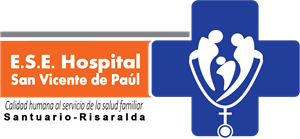 E.S.E. Hospital
San Vicente de Paúl
Calidad humana al servicio de la salud familiar
Santuario-Risaralda